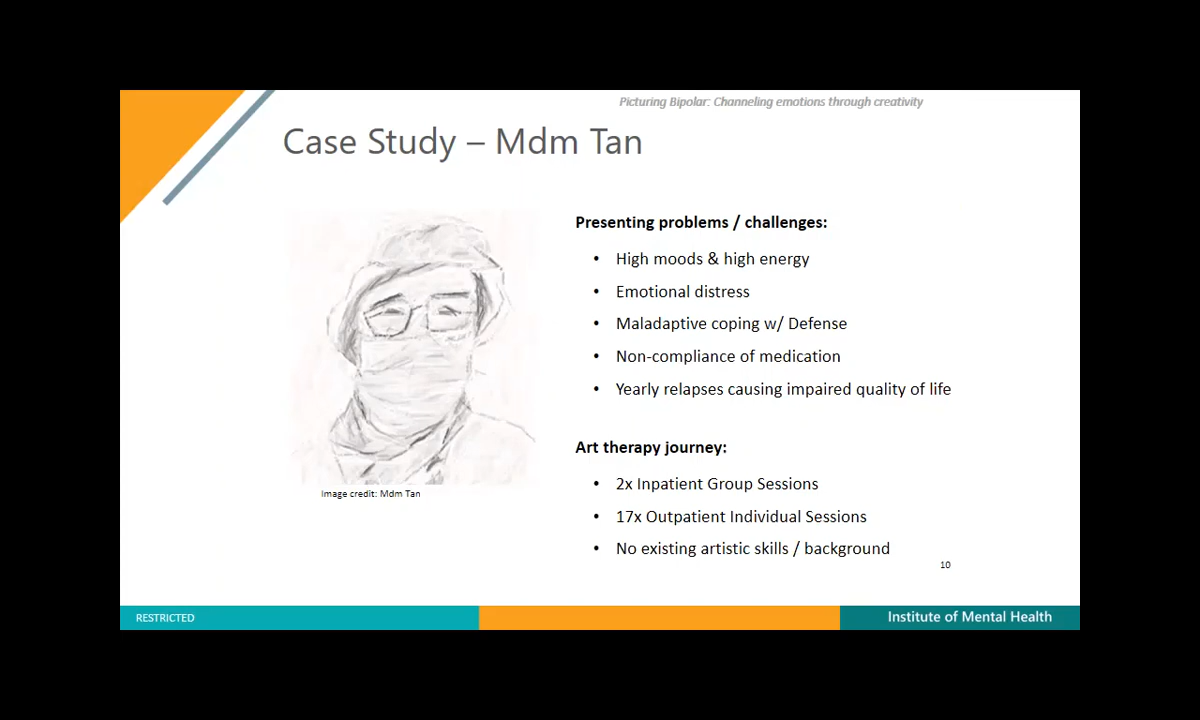 Picturing Bipolar: Channeling emotions through creativity
Case Study – Mdm Tan
Presenting problems / challenges:
• High moods & high energy
• Emotional distress
• Maladaptive coping w/ Defense
• Non-compliance of medication
• Yearly relapses causing impaired quality of life
Art therapy journey:
• 2x Inpatient Group Sessions
• 17x Outpatient Individual Sessions
• No existing artistic skills / background
Image credit: Mdm Tan
10
RESTRICTED
Institute of Mental Health